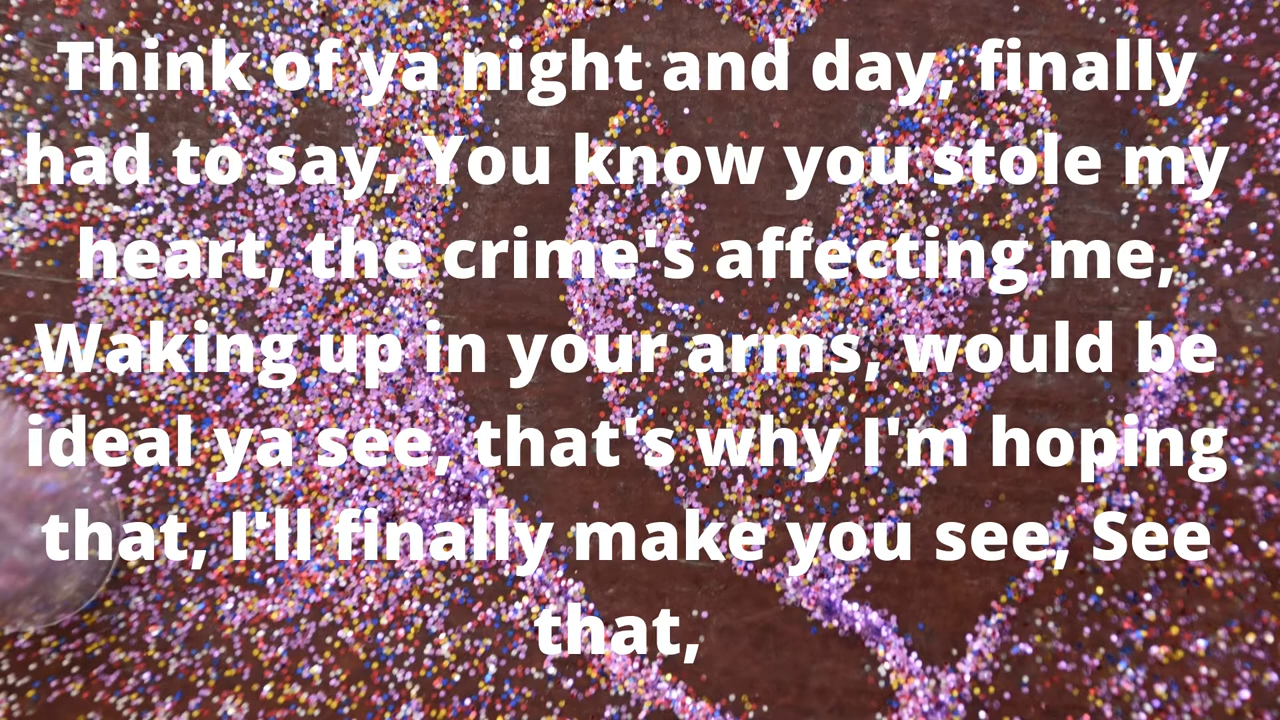 Think of ya night and day, finally
had to say, You know you stole my
heart, the crime's affecting me,
Waking up in your arms, would be
ideal ya see, that's why I'm hoping
that, I'll finally make you see, See
that,